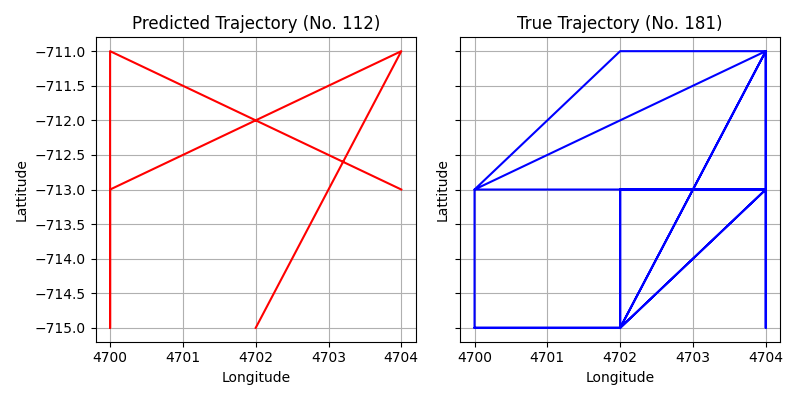 Predicted Trajectory (No. 112)
True Trajectory (No. 181)
Lattitude
−711.0
−711.5
−712.0
−712.5
−713.0
−713.5
−714.0
−714.5
−715.0
4700 4701 4702 4703 4704
Longitude
Lattitude
4700 4701 4702 4703 4704
Longitude